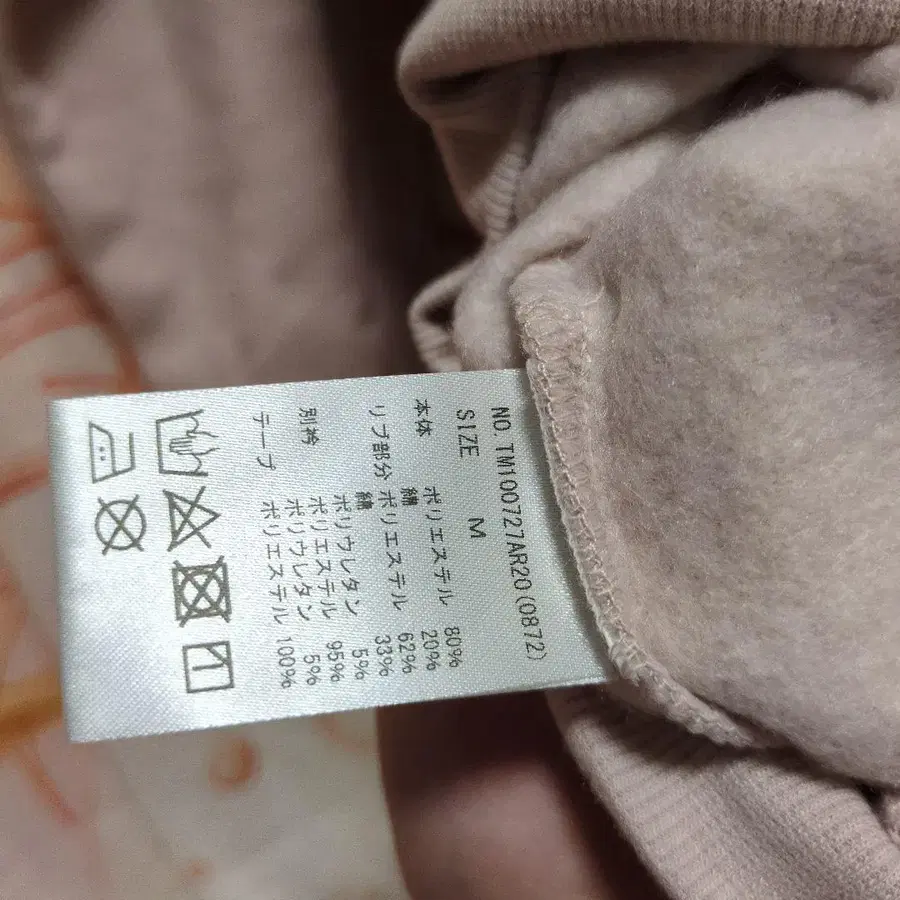 NO.TM100727AR20(0872)
SIZE M
本体 ポリエステル 80%
綿 20%
リブ部分 ポリエステル 62%
綿 33%
ポリウレタン 5%
別衿 ポリエステル 95%
ポリウレタン 5%
テープ ポリエステル 100%